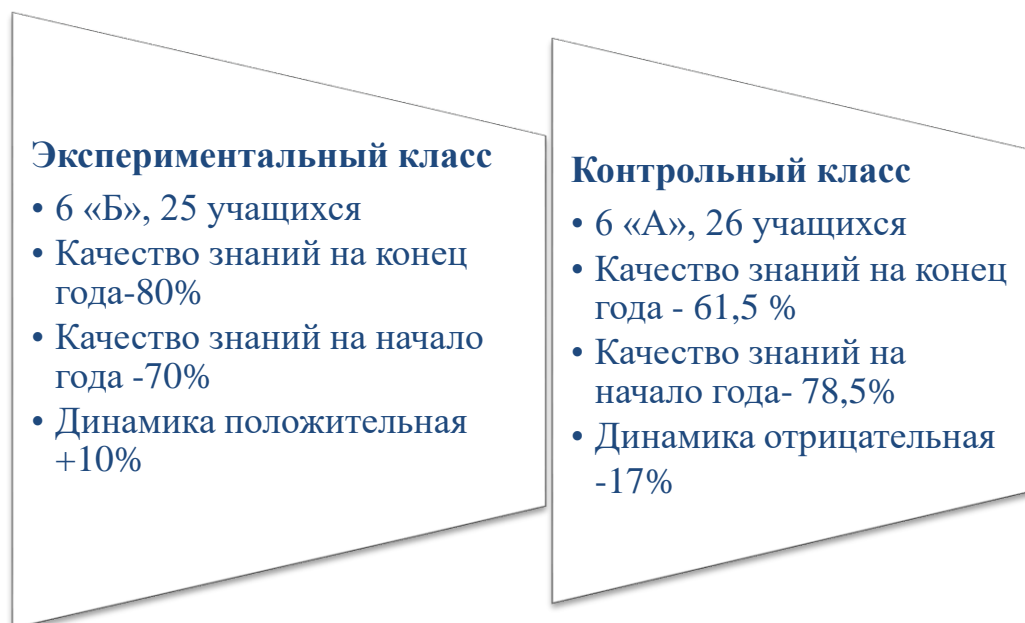 Экспериментальный класс
• 6 «Б», 25 учащихся
• Качество знаний на конец
года-80%
• Качество знаний на начало
года -70%
• Динамика положительная
+10%
Контрольный класс
• 6 «А», 26 учащихся
• Качество знаний на конец
года - 61,5 %
• Качество знаний на
начало года- 78,5%
• Динамика отрицательная
-17%